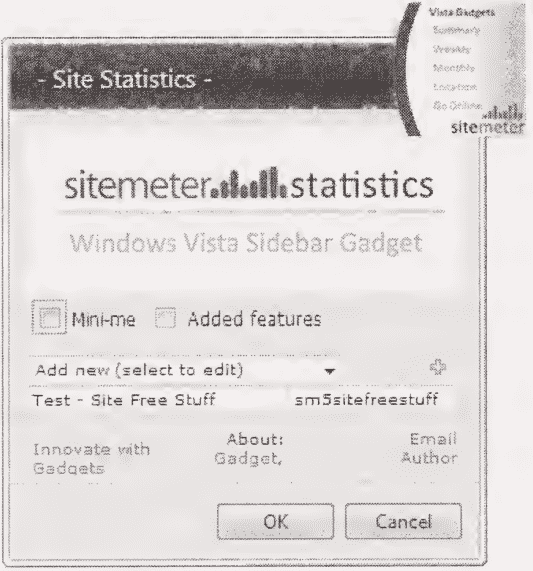 Vista Gadgets
Summary
Weekly
Monthly
Location
Go Online
sitemeter
- Site Statistics -
sitemeter statistics
Windows Vista Sidebar Gadget
Mini-me
Added features
Add new (select to edit)
Test - Site Free Stuff sm5sitefreestuff
Innovate with
Gadgets
About:
Gadget,
Email
Author
OK
Cancel